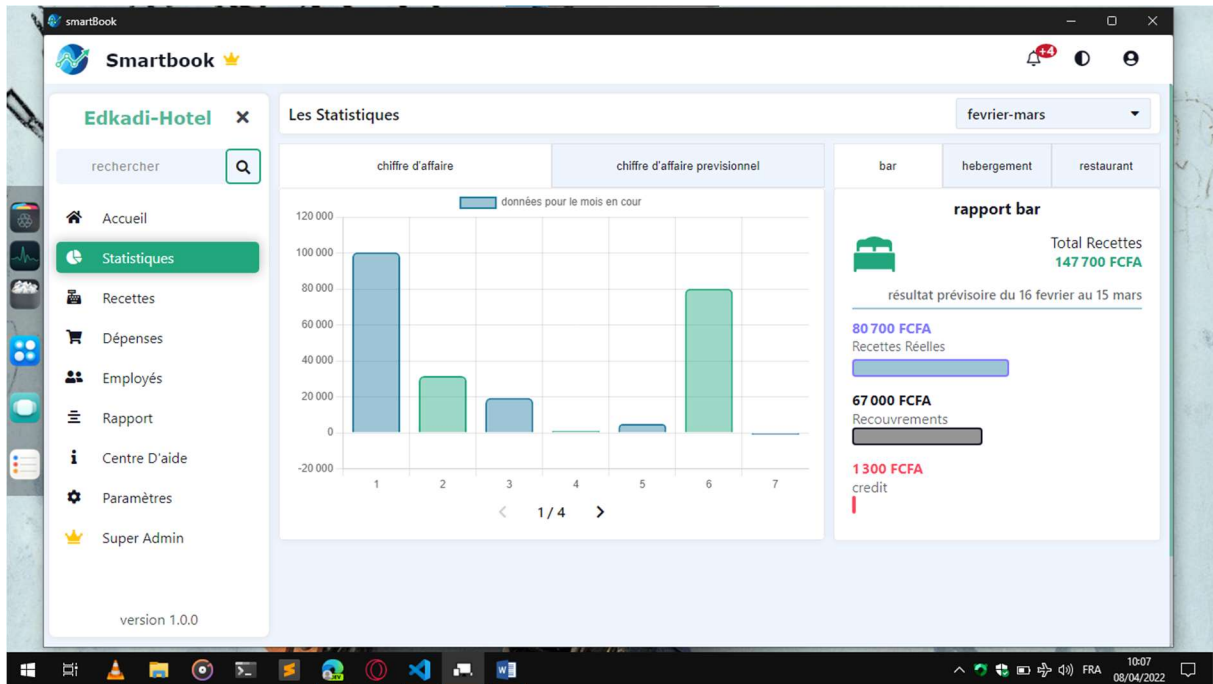 smartBook
Smartbook
+4
Edkadi-Hotel
rechercher
Accueil
Statistiques
Recettes
Dépenses
Employés
Rapport
Centre D'aide
Paramètres
Super Admin
version 1.0.0
Les Statistiques
fevrier-mars
chiffre d'affaire
chiffre d'affaire previsionnel
données pour le mois en cour
120 000
100 000
80 000
60 000
40 000
20 000
0
-20 000
1 2 3 4 5 6 7
1 / 4
bar hebergement restaurant
rapport bar
Total Recettes
147 700 FCFA
résultat prévisoire du 16 fevrier au 15 mars
80 700 FCFA
Recettes Réelles
67 000 FCFA
Recouvrements
1 300 FCFA
credit
FRA
10:07
08/04/2022